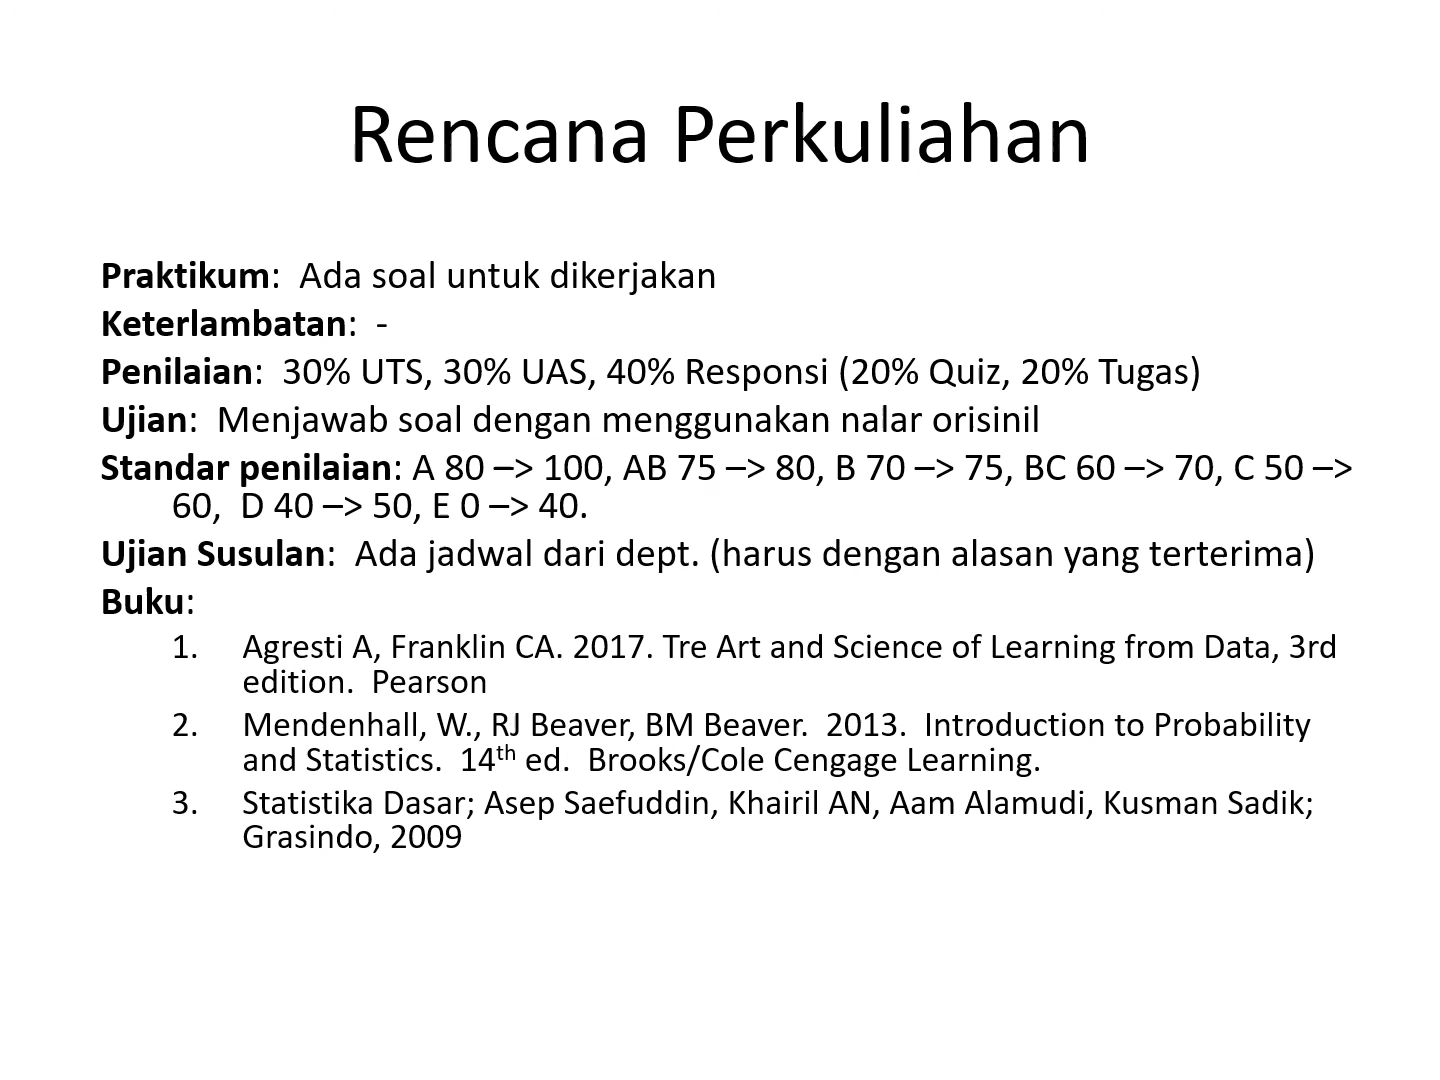 Rencana Perkuliahan
Praktikum:  Ada soal untuk dikerjakan
Keterlambatan:  -
Penilaian:  30% UTS, 30% UAS, 40% Responsi (20% Quiz, 20% Tugas)
Ujian:  Menjawab soal dengan menggunakan nalar orisinil
Standar penilaian: A 80 –> 100, AB 75 –> 80, B 70 –> 75, BC 60 –> 70, C 50 –>
60,  D 40 –> 50, E 0 –> 40.
Ujian Susulan:  Ada jadwal dari dept. (harus dengan alasan yang terterima)
Buku:
1. Agresti A, Franklin CA. 2017. Tre Art and Science of Learning from Data, 3rd
edition.  Pearson
2. Mendenhall, W., RJ Beaver, BM Beaver.  2013.  Introduction to Probability
and Statistics.  14th ed.  Brooks/Cole Cengage Learning.
3. Statistika Dasar; Asep Saefuddin, Khairil AN, Aam Alamudi, Kusman Sadik;
Grasindo, 2009